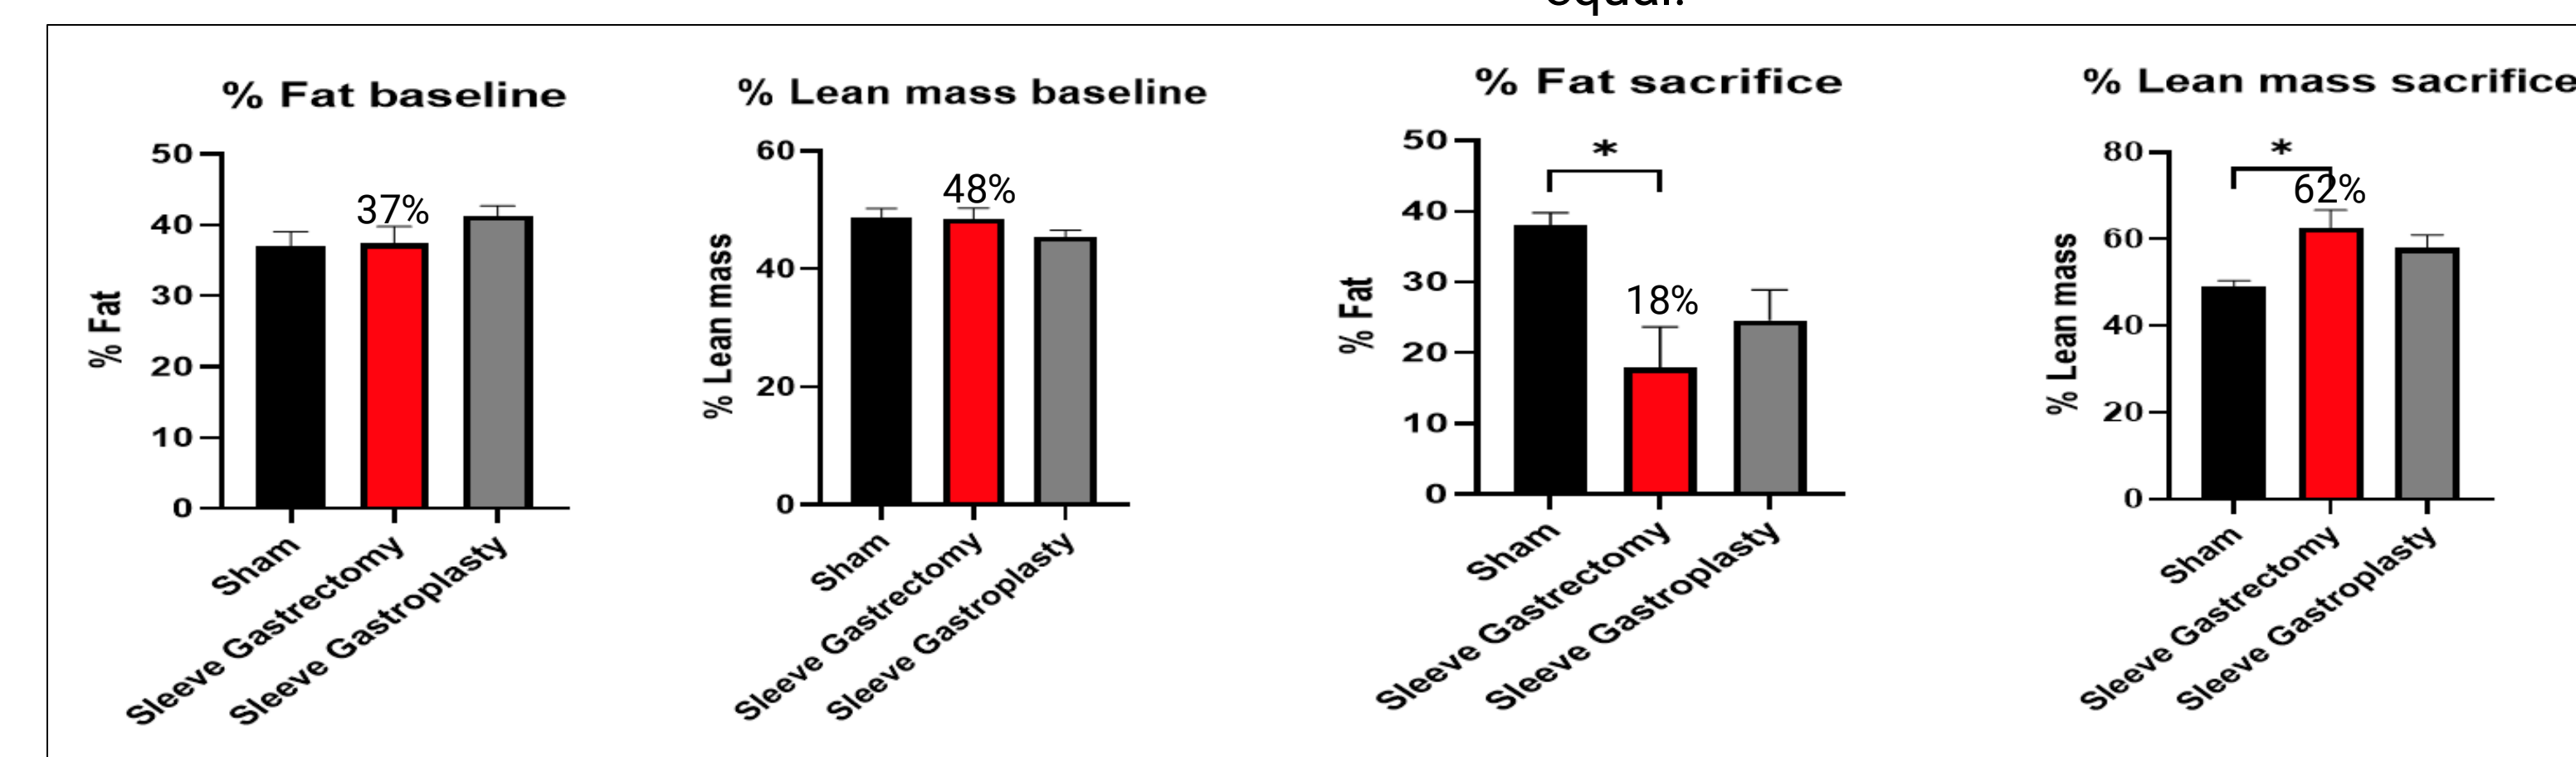 equal.
% Fat baseline
50
40
30
20
10
0
% Fat
37%
Sham
Sleeve Gastrectomy
Sleeve Gastroplasty
% Lean mass baseline
60
40
20
0
% Lean mass
48%
Sham
Sleeve Gastrectomy
Sleeve Gastroplasty
% Fat sacrifice
50
40
30
20
10
0
% Fat
*
18%
Sham
Sleeve Gastrectomy
Sleeve Gastroplasty
% Lean mass sacrifice
80
60
40
20
0
% Lean mass
*
62%
Sham
Sleeve Gastrectomy
Sleeve Gastroplasty